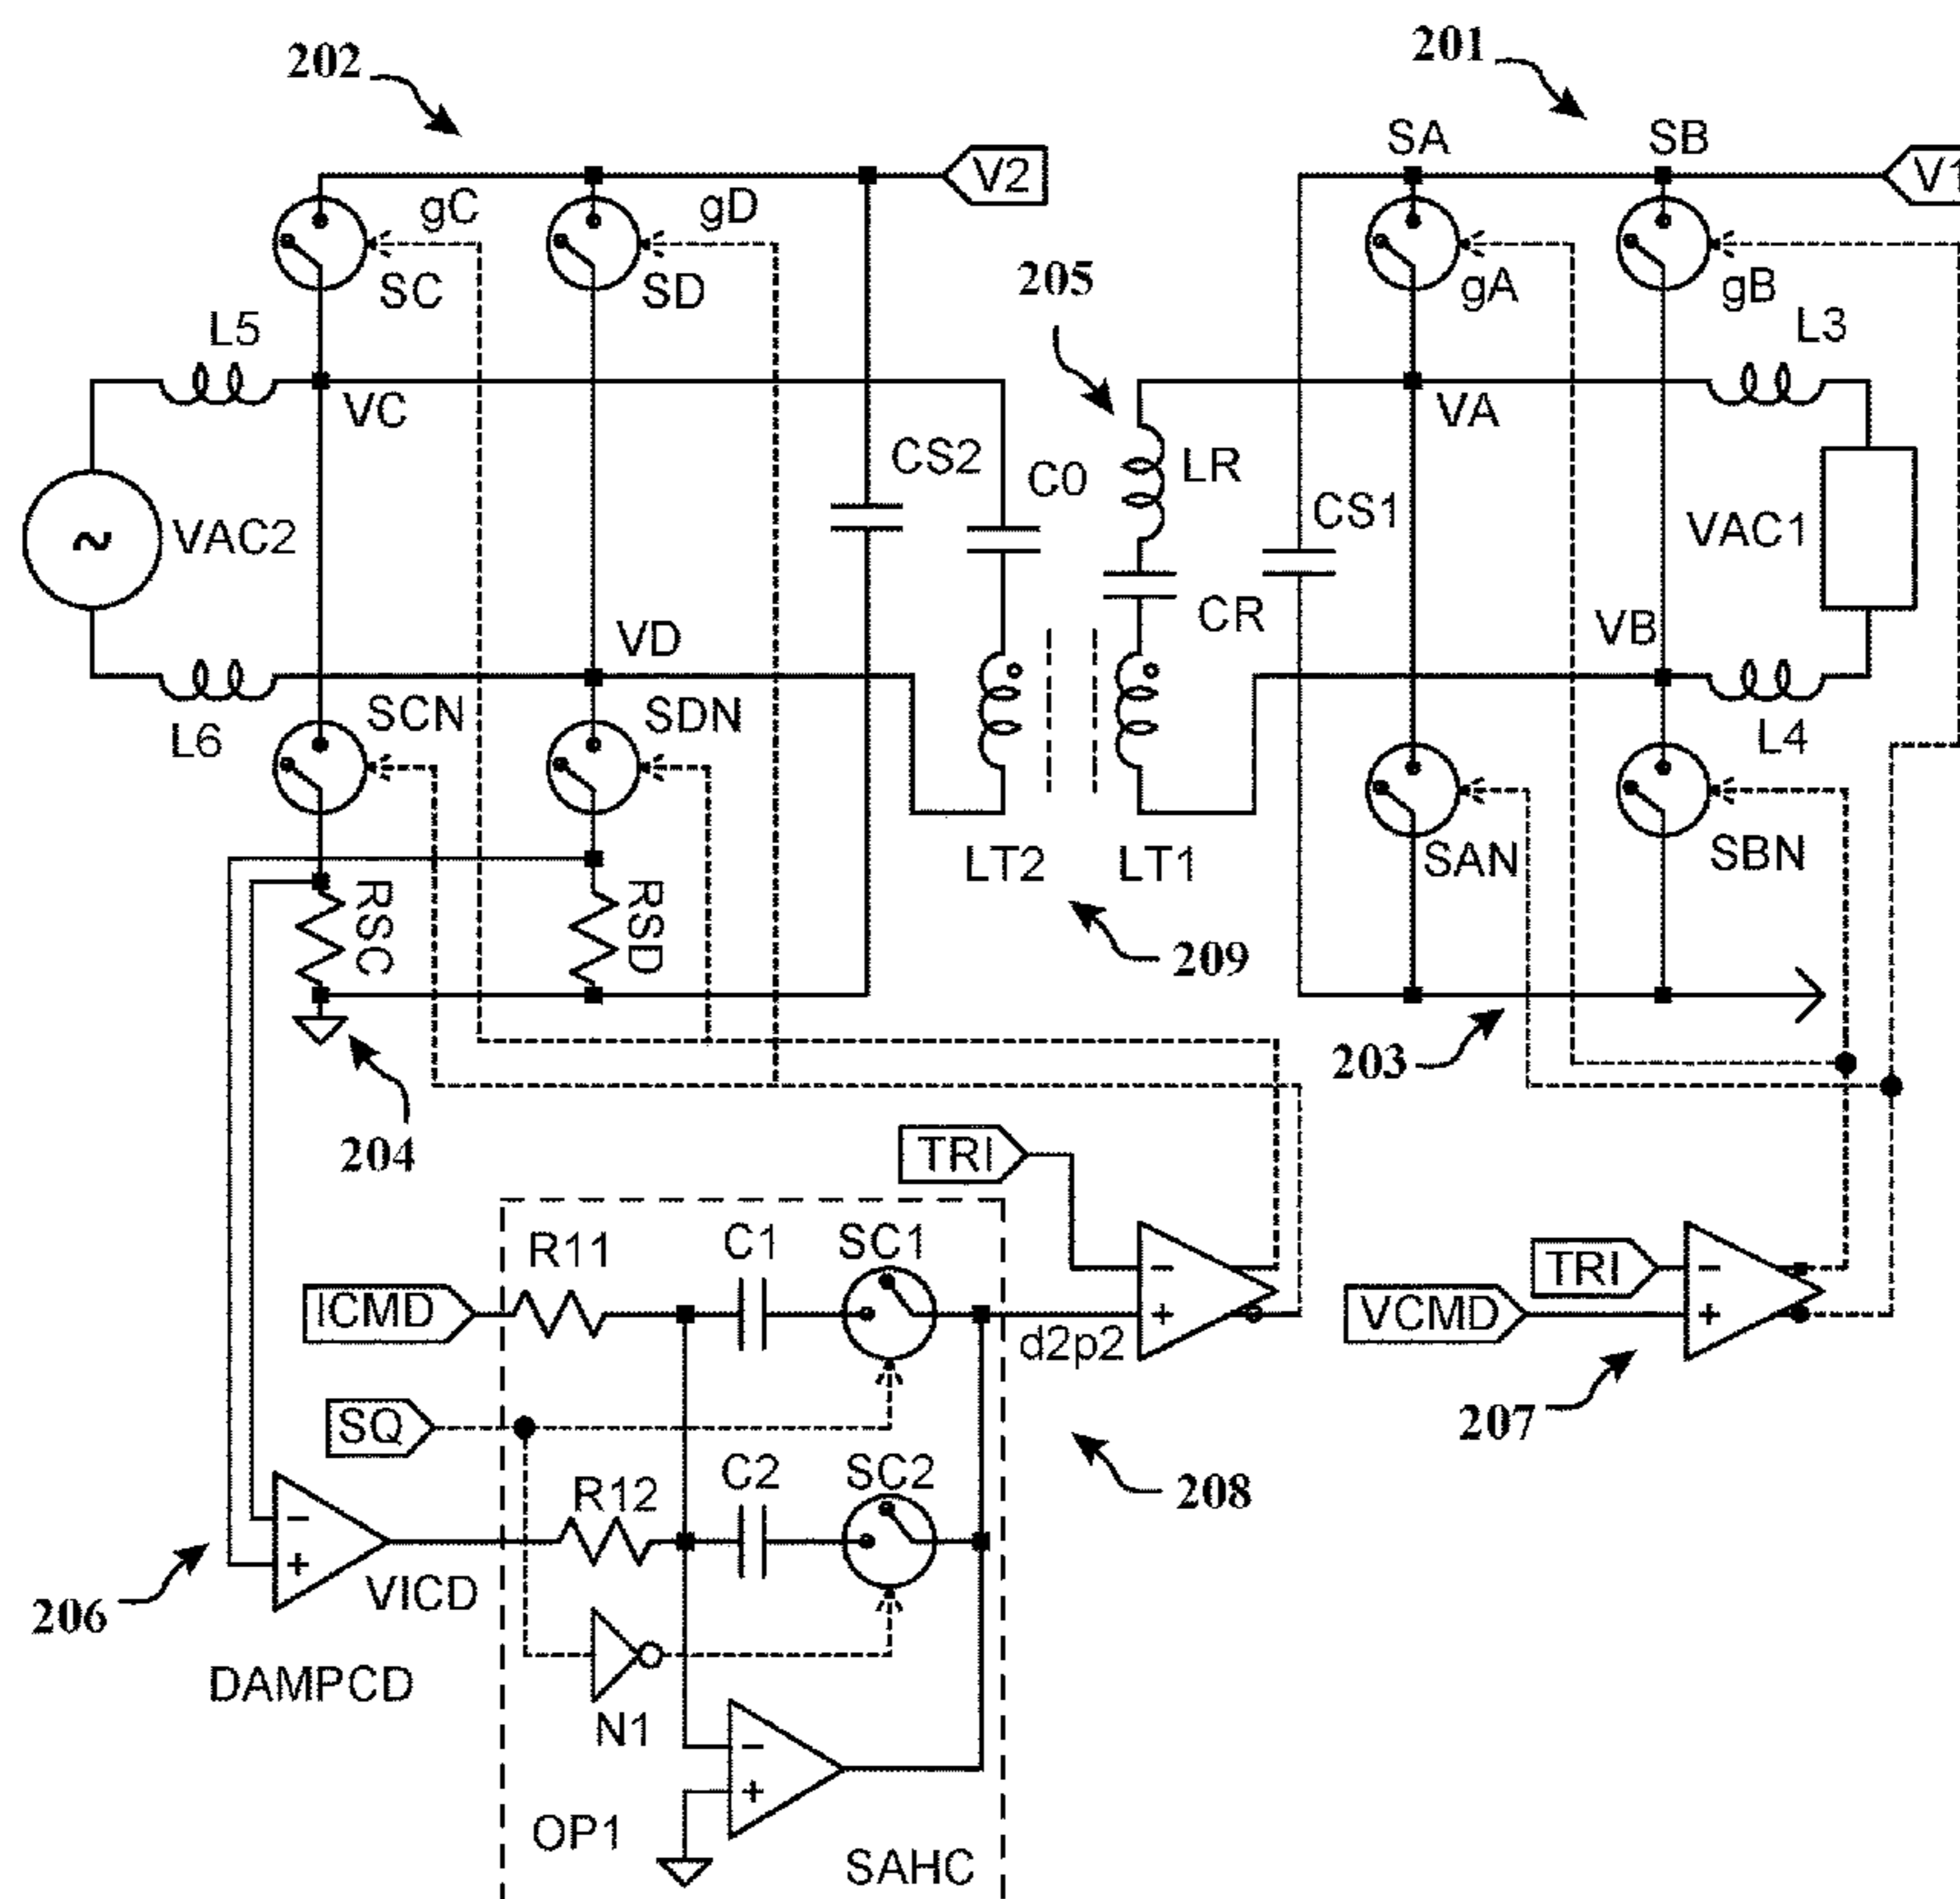 202
201
SA
SB
V2
V1
gC
gD
SC
SD
205
gA
gB
L5
L3
VC
VA
CS2
C0
LR
CS1
VAC2
VAC1
CR
VD
VB
SCN
SDN
L6
L4
LT2
LT1
SAN
SBN
RSC
RSD
209
203
204
TRI
R11
C1
SC1
ICMD
−
+
d2p2
TRI
VCMD
−
+
SQ
207
R12
C2
SC2
208
−
+
VICD
206
DAMPCD
N1
−
+
OP1
SAHC